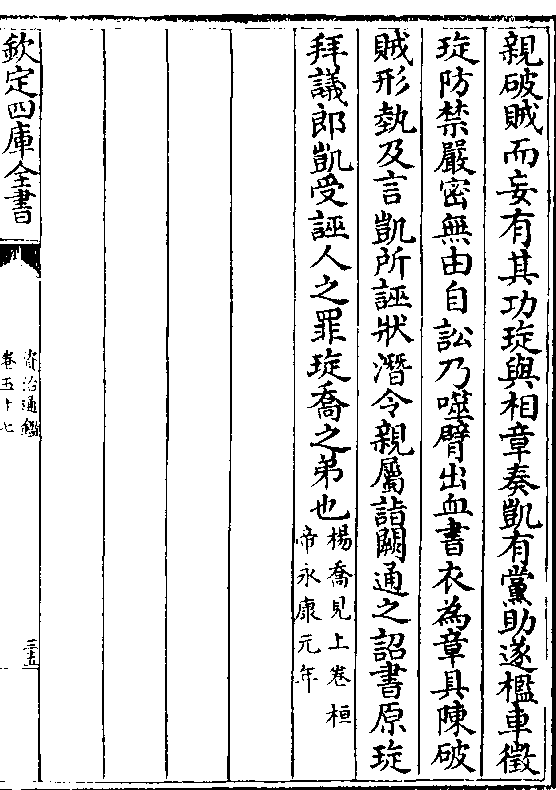 親破賊而妄有其功琁與相章奏凱有黨助遂檻車徵
琁防禁嚴密無由自訟乃噬臂出血書衣為章具陳破
賊形埶及言凱所誣狀潛令親屬詣闕通之詔書原琁
拜議郎凱受誣人之罪琁喬之弟也楊喬見上卷桓
帝永康元年
欽定四庫全書
資治通鑑
卷五十七
三五